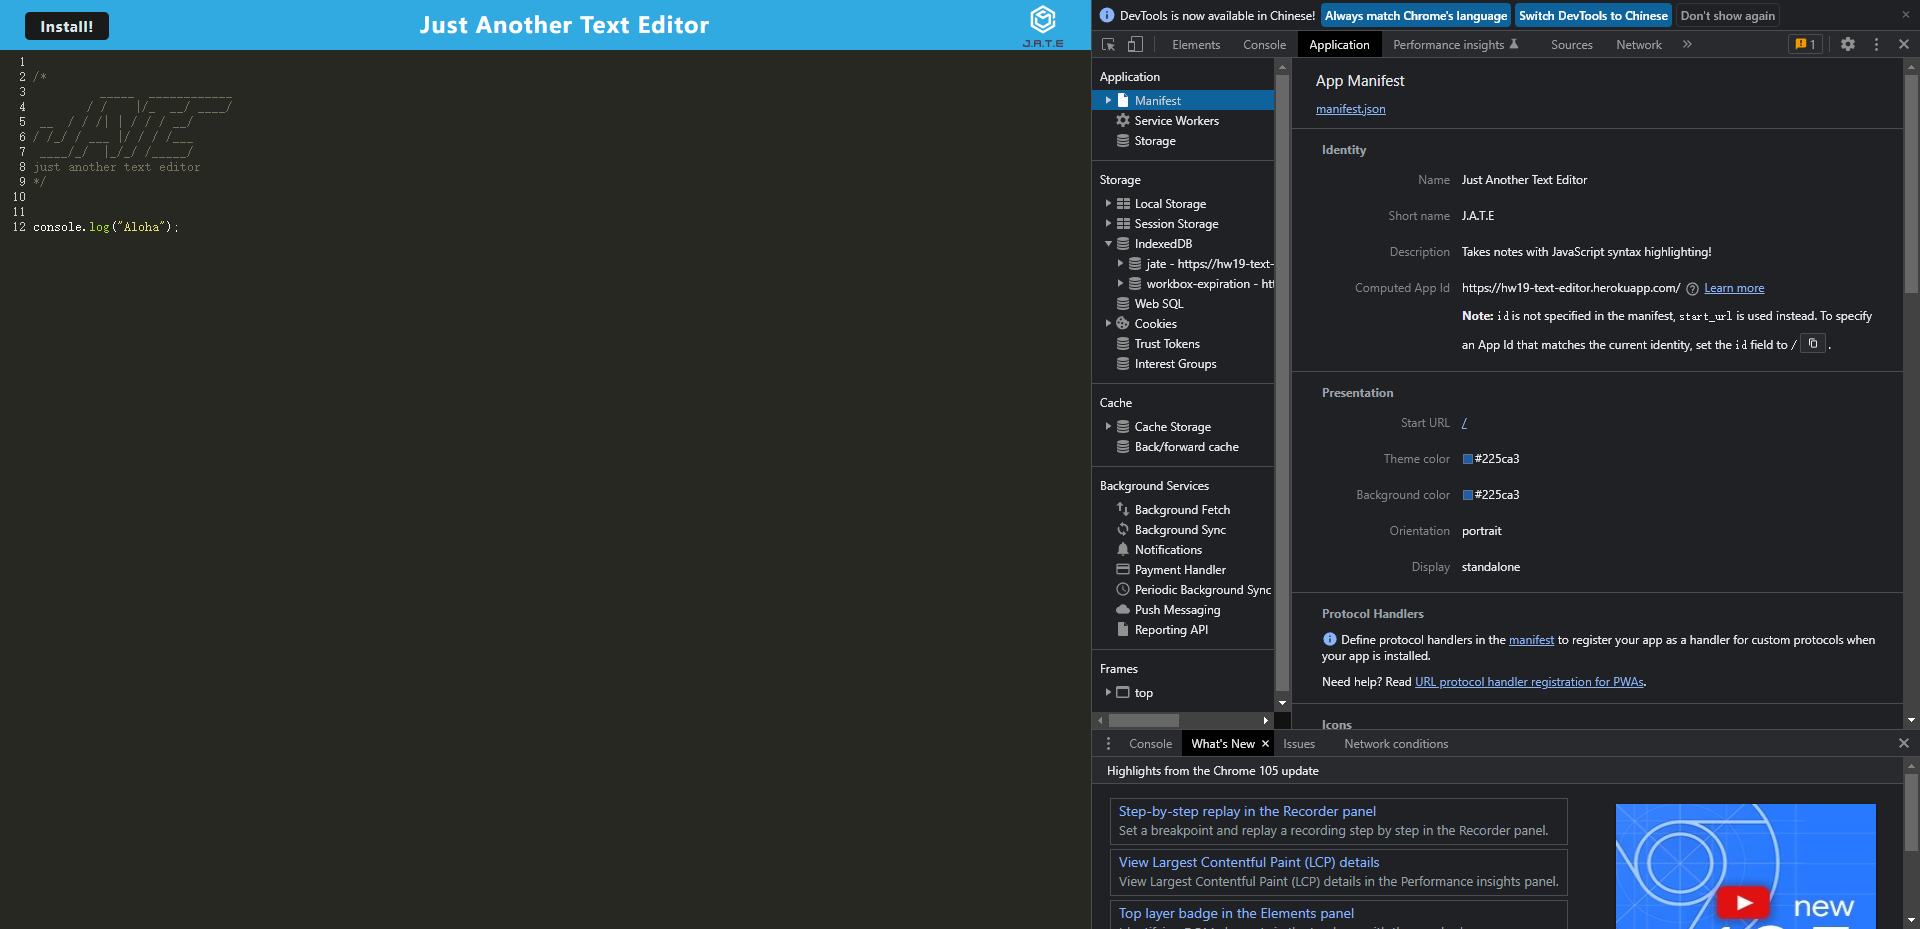 Install!
Just Another Text Editor
J.A.T.E
1
2 /*
3           _____  ____________
4        / /    |/_  __/ ____/
5  __  / / /| | / / / __/
6 / /_/ / ___ |/ / / /___
7  ____/_/  |_/_/ /_____/
8 just another text editor
9 */
10
11
12 console.log("Aloha");
DevTools is now available in Chinese! Always match Chrome's language Switch DevTools to Chinese Don't show again
Elements Console Application Performance insights Sources Network 1
Application
Manifest
Service Workers
Storage
Storage
Local Storage
Session Storage
IndexedDB
jate - https://hw19-text-
workbox-expiration - htt
Web SQL
Cookies
Trust Tokens
Interest Groups
Cache
Cache Storage
Back/forward cache
Background Services
Background Fetch
Background Sync
Notifications
Payment Handler
Periodic Background Sync
Push Messaging
Reporting API
Frames
top
App Manifest
manifest.json
Identity
Name Just Another Text Editor
Short name J.A.T.E
Description Takes notes with JavaScript syntax highlighting!
Computed App Id https://hw19-text-editor.herokuapp.com/ Learn more
Note: id is not specified in the manifest, start_url is used instead. To specify
an App Id that matches the current identity, set the id field to / .
Presentation
Start URL /
Theme color #225ca3
Background color #225ca3
Orientation portrait
Display standalone
Protocol Handlers
Define protocol handlers in the manifest to register your app as a handler for custom protocols when
your app is installed.
Need help? Read URL protocol handler registration for PWAs.
Icons
Console What's New Issues Network conditions
Highlights from the Chrome 105 update
Step-by-step replay in the Recorder panel
Set a breakpoint and replay a recording step by step in the Recorder panel.
View Largest Contentful Paint (LCP) details
View Largest Contentful Paint (LCP) details in the Performance insights panel.
Top layer badge in the Elements panel
new